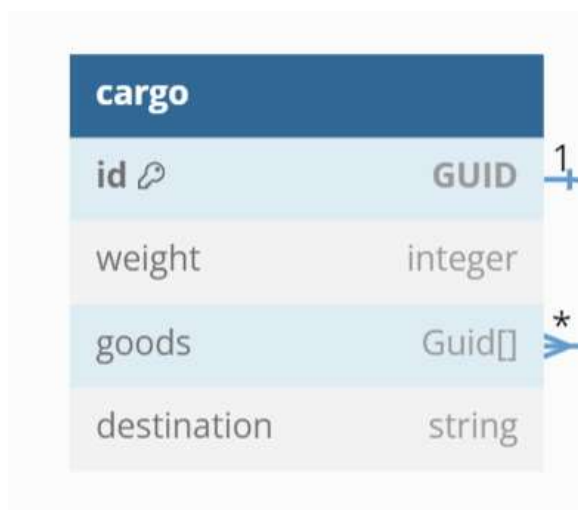 cargo
id GUID 1
weight integer
goods Guid[] *
destination string